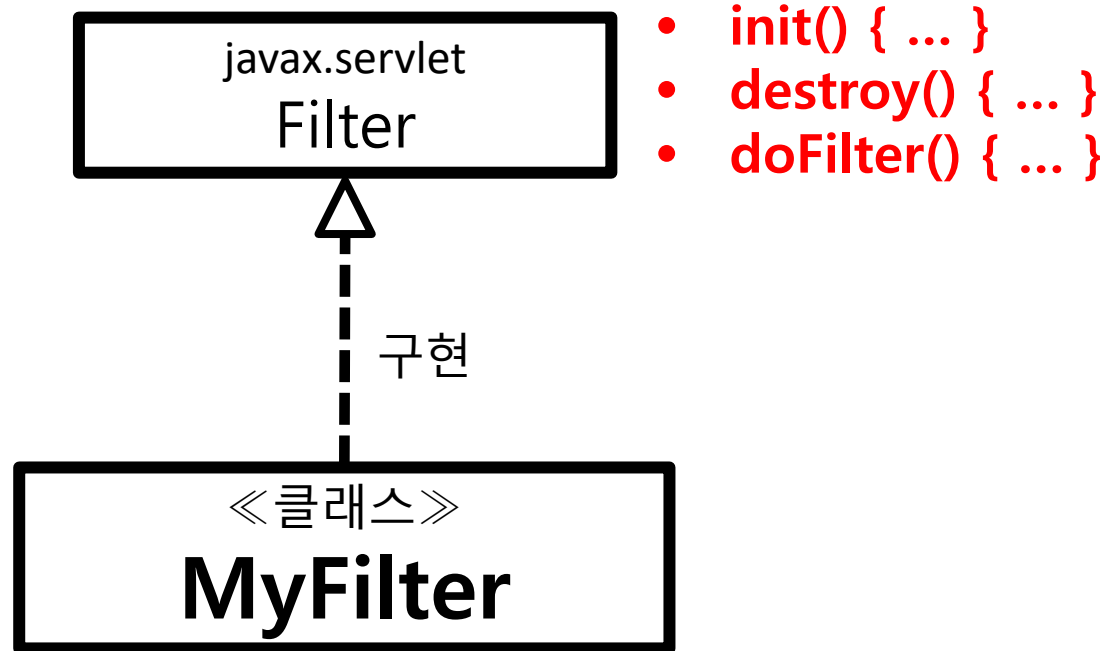 javax.servlet
Filter
• init() { … }
• destroy() { … }
• doFilter() { … }
구현
≪클래스≫
MyFilter